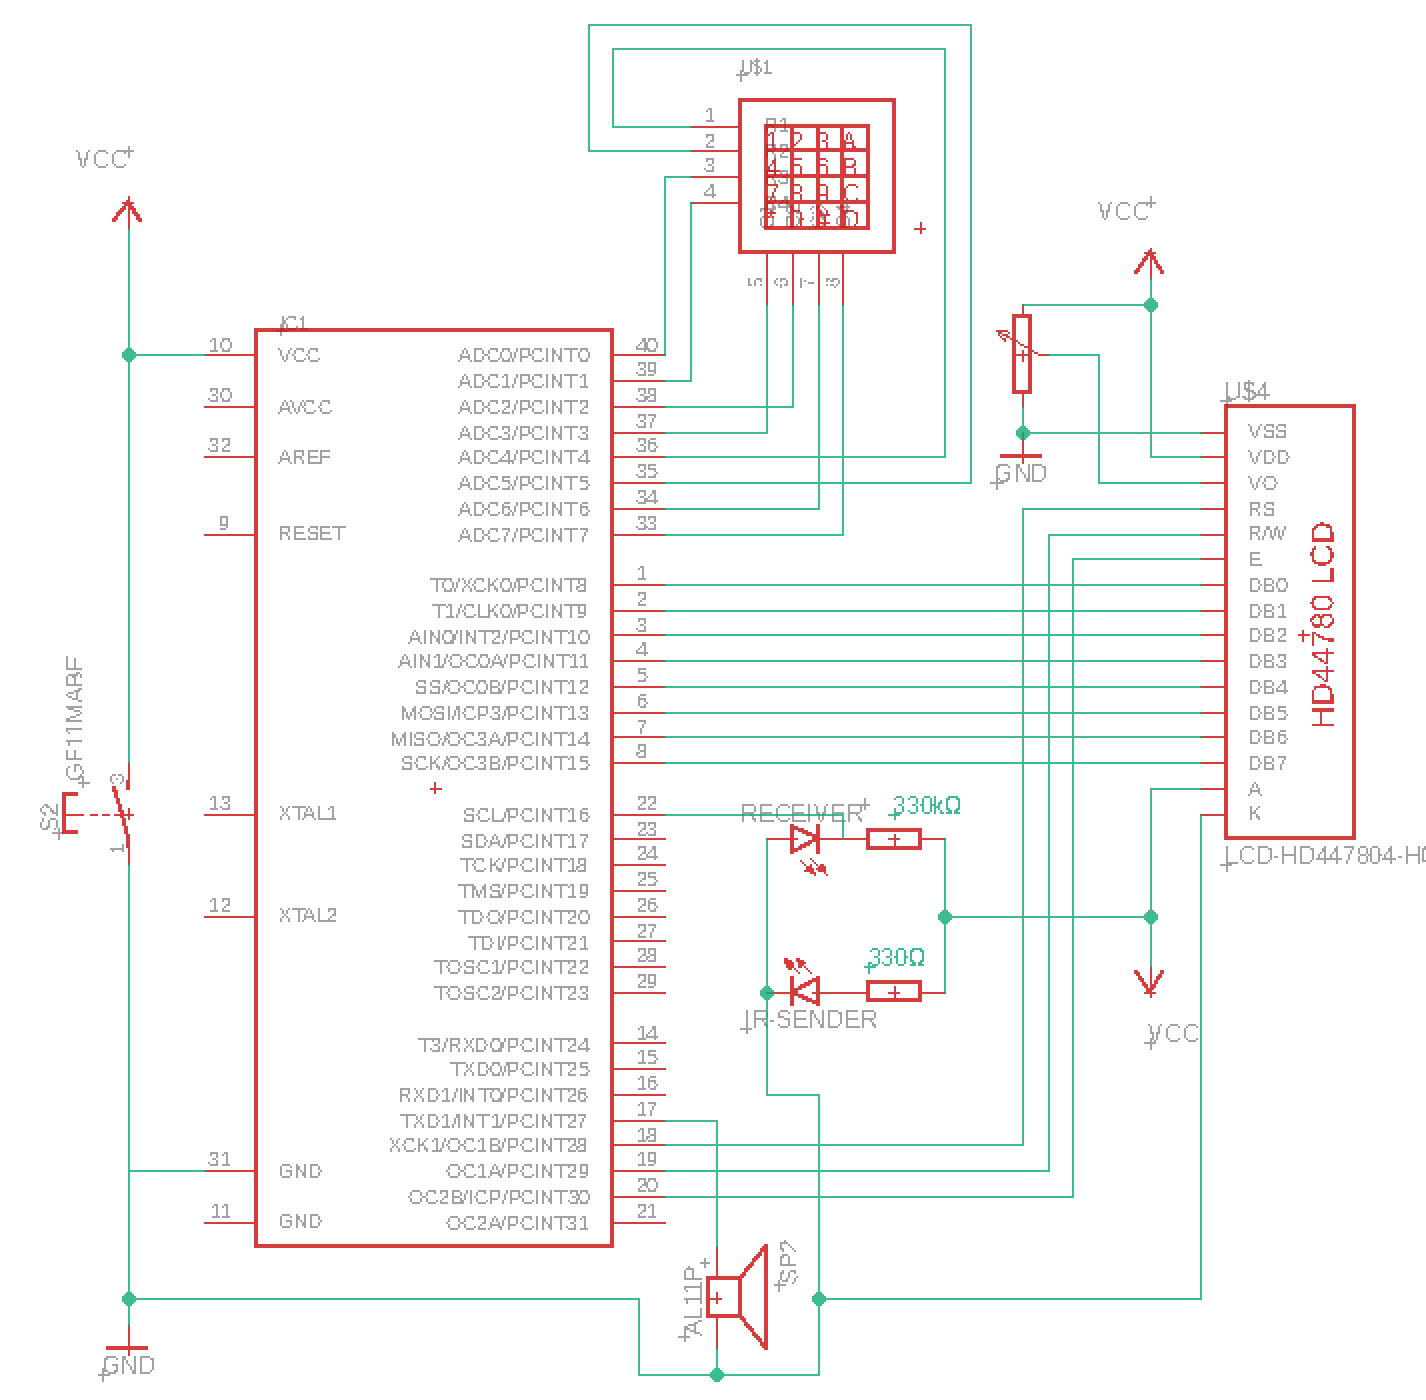 U$1
1
2
3
4
5
6
7
8
1 2 3 A
4 5 6 B
7 8 9 C
VCC
VCC
IC1
10 VCC
30 AVCC
32 AREF
9 RESET
13 XTAL1
12 XTAL2
31 GND
11 GND
ADC0/PCINT0 40
ADC1/PCINT1 39
ADC2/PCINT2 38
ADC3/PCINT3 37
ADC4/PCINT4 36
ADC5/PCINT5 35
ADC6/PCINT6 34
ADC7/PCINT7 33
T0/XCK0/PCINT8 1
T1/CLKO/PCINT9 2
AIN0/INT2/PCINT10 3
AIN1/OC0A/PCINT11 4
SS/OC0B/PCINT12 5
MOSI/ICP3/PCINT13 6
MISO/OC3A/PCINT14 7
SCK/OC3B/PCINT15 8
SCL/PCINT16 22
SDA/PCINT17 23
TCK/PCINT18 24
TMS/PCINT19 25
TDO/PCINT20 26
TDI/PCINT21 27
TOSC1/PCINT22 28
TOSC2/PCINT23 29
T3/RXD0/PCINT24 14
TXD0/PCINT25 15
RXD1/INT0/PCINT26 16
TXD1/INT1/PCINT27 17
XCK1/OC1B/PCINT28 18
OC1A/PCINT29 19
OC2B/ICP/PCINT30 20
OC2A/PCINT31 21
GND
U$4
VSS
VDD
VO
RS
R/W
E
DB0
DB1
DB2
DB3
DB4
DB5
DB6
DB7
A
K
HD44780 LCD
S2
GF11MABF
3
1
RECEIVER
330kΩ
330Ω
IR-SENDER
VCC
AL11P
GND